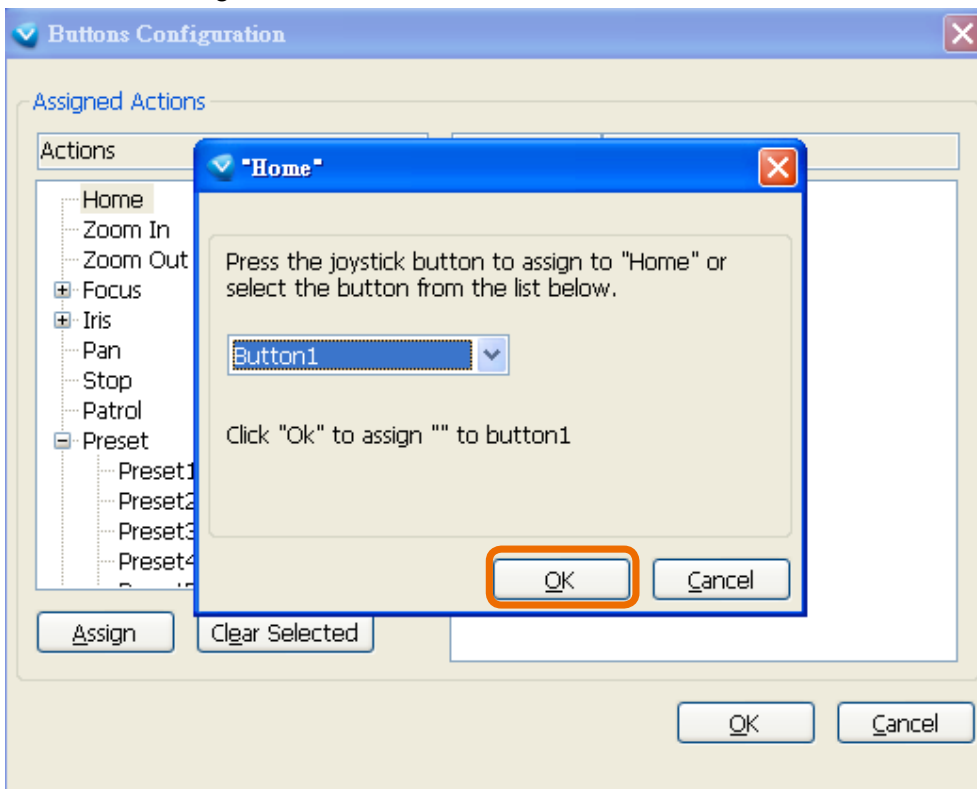 Buttons Configuration
Assigned Actions
Actions
Home
Zoom In
Zoom Out
Focus
Iris
Pan
Stop
Patrol
Preset
Preset1
Preset2
Preset3
Preset4
"Home"
Press the joystick button to assign to "Home" or
select the button from the list below.
Button1
Click "Ok" to assign "" to button1
OK Cancel
Assign Clear Selected
OK Cancel